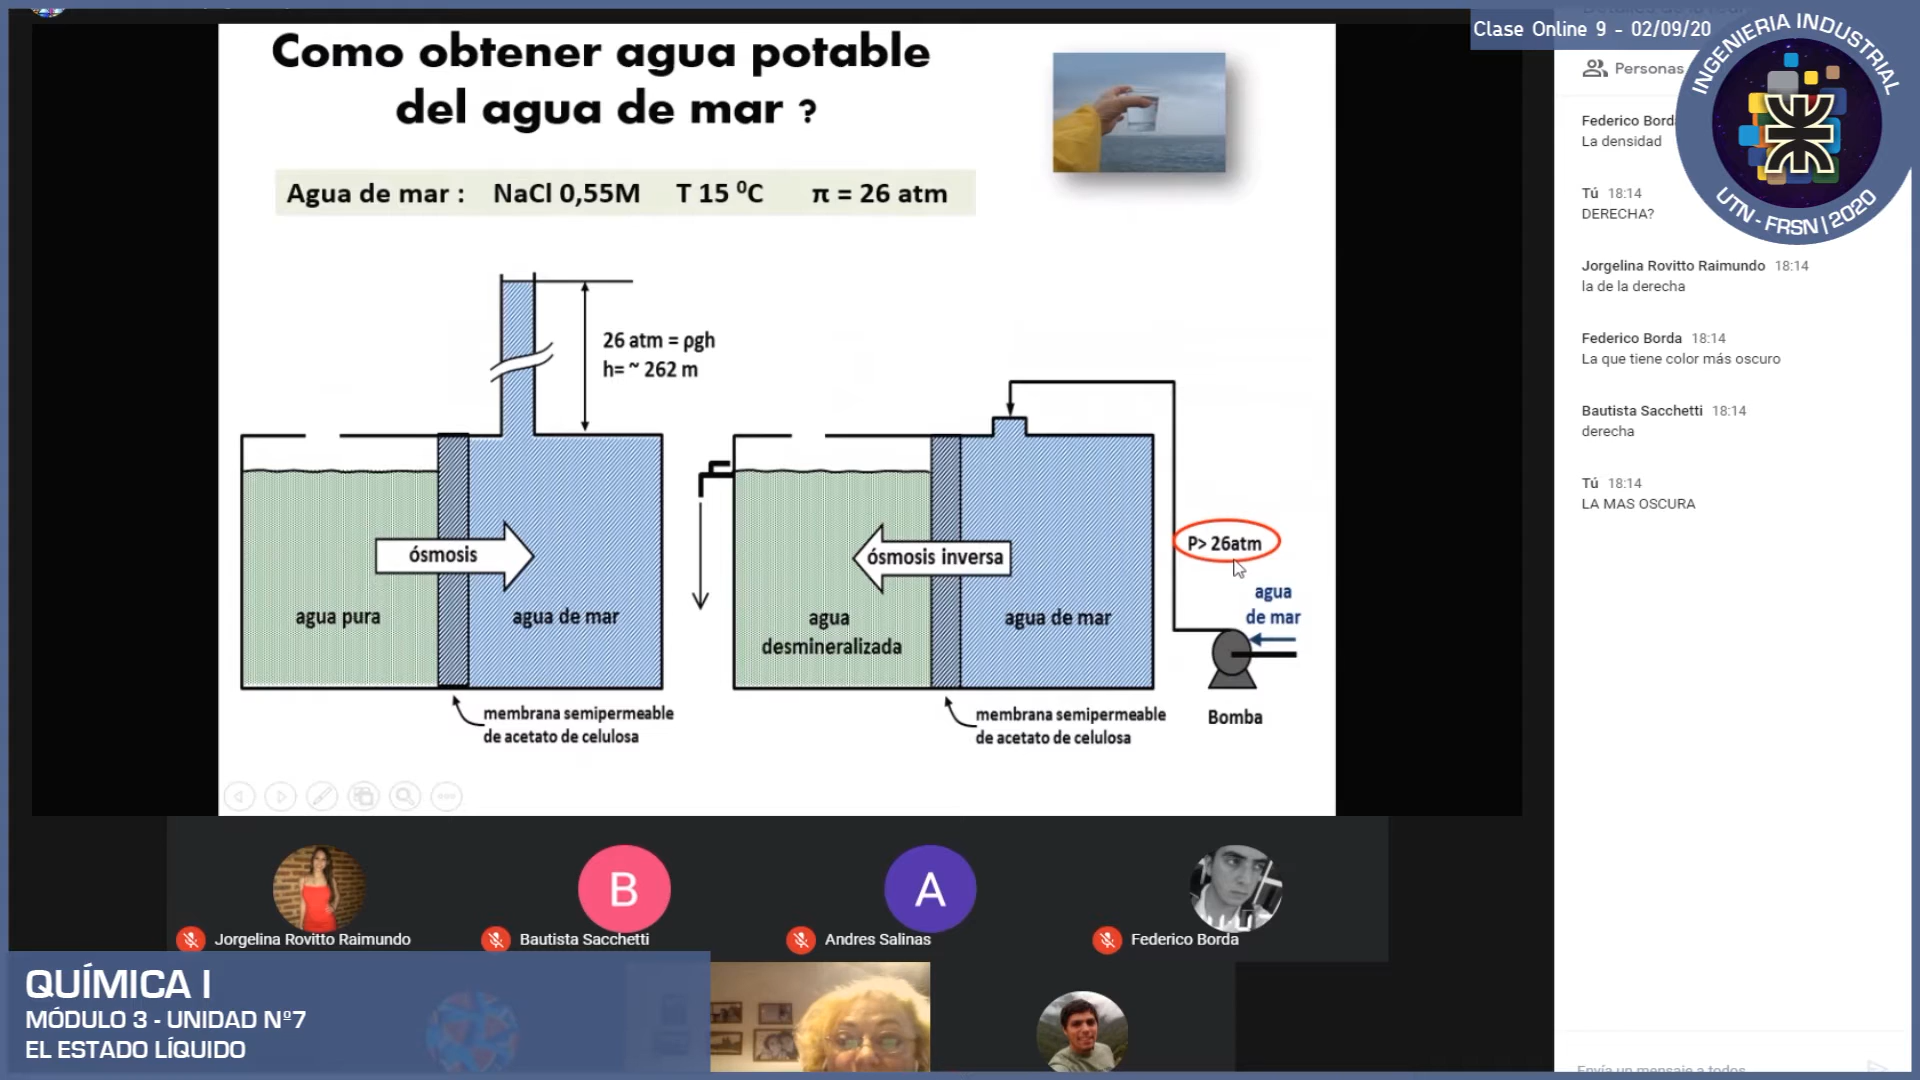 Como obtener agua potable
del agua de mar ?
Agua de mar : NaCl 0,55M T 15 ⁰C π = 26 atm
26 atm = ρgh
h= ~ 262 m
ósmosis
agua pura
agua de mar
membrana semipermeable
de acetato de celulosa
ósmosis inversa
agua
desmineralizada
agua de mar
membrana semipermeable
de acetato de celulosa
P> 26atm
agua
de mar
Bomba
Clase Online 9 - 02/09/20
INGENIERIA INDUSTRIAL
UTN - FRSN | 2020
Personas
Federico Borda
La densidad
Tú 18:14
DERECHA?
Jorgelina Rovitto Raimundo 18:14
la de la derecha
Federico Borda 18:14
La que tiene color más oscuro
Bautista Sacchetti 18:14
derecha
Tú 18:14
LA MAS OSCURA
Envía un mensaje a todos
B
A
Jorgelina Rovitto Raimundo
Bautista Sacchetti
Andres Salinas
Federico Borda
QUÍMICA I
MÓDULO 3 - UNIDAD Nº7
EL ESTADO LÍQUIDO